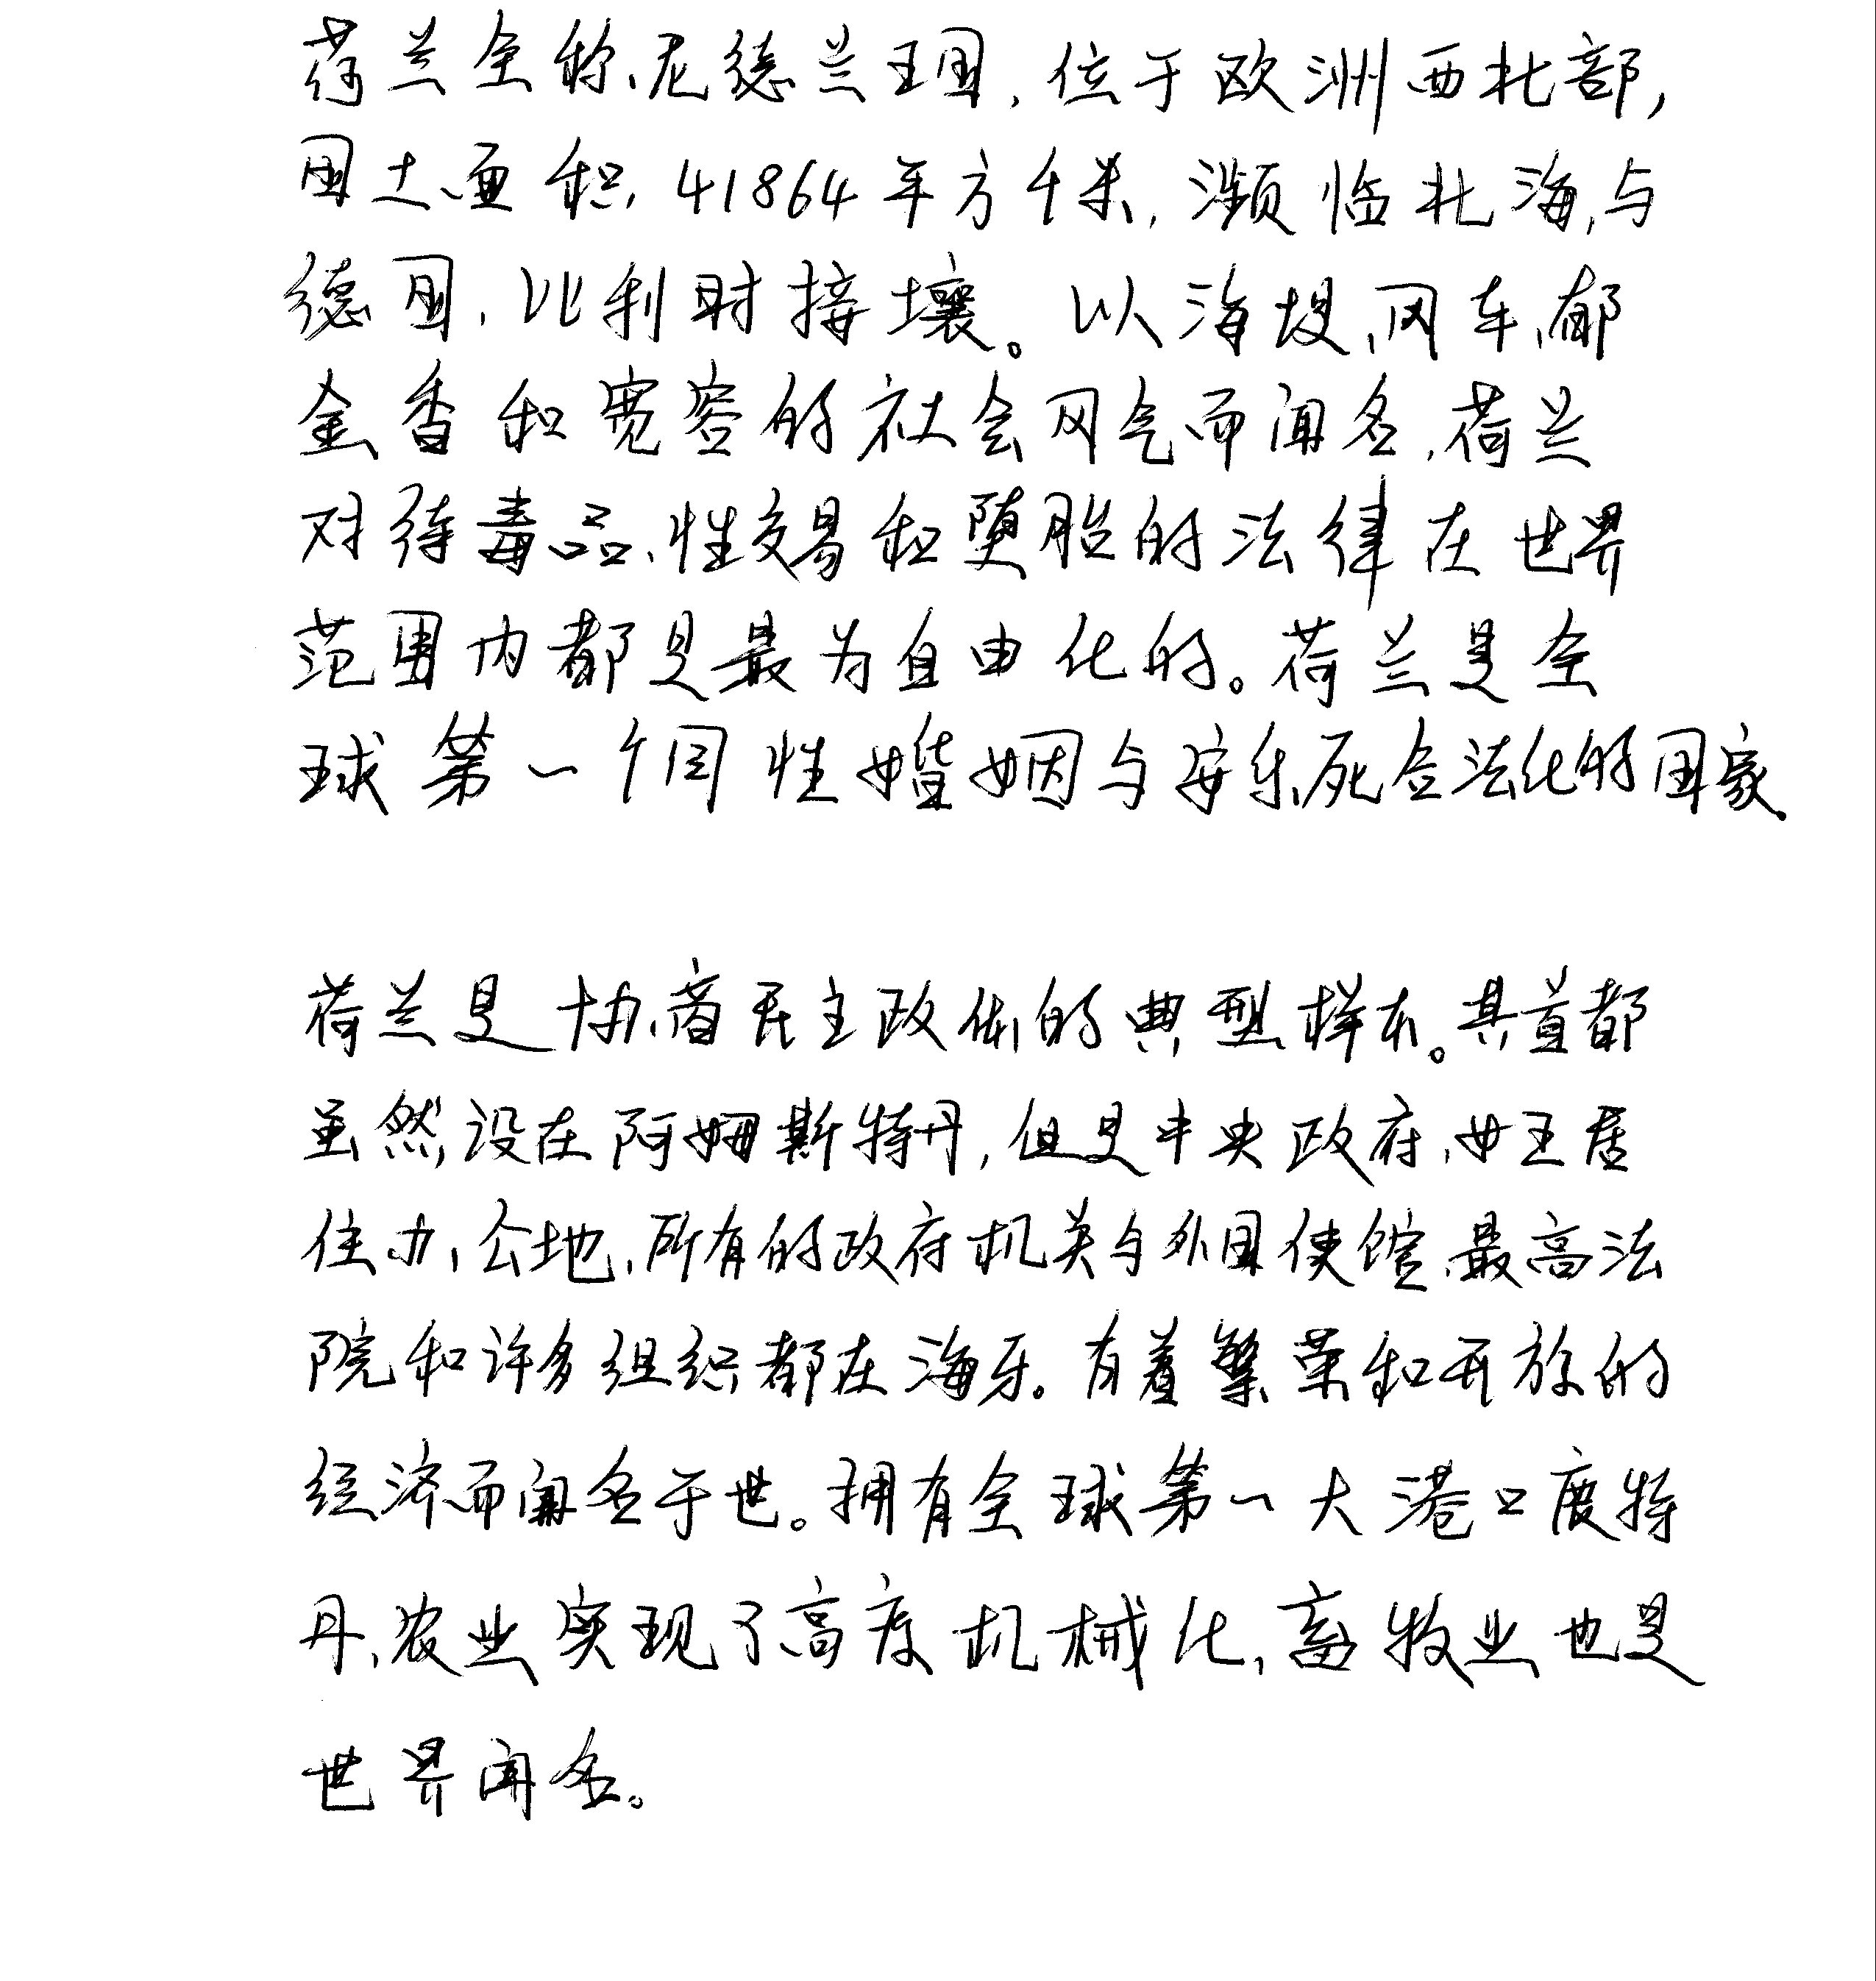 荷兰全称尼德兰王国,位于欧洲西北部,
国土面积41864平方千米,濒临北海,与
德国、比利时接壤。以海堤、风车、郁
金香和宽容的社会风气而闻名,荷兰
对待毒品、性交易和堕胎的法律在世界
范围内都是最为自由化的。荷兰是全
球第一个同性婚姻与安乐死合法化的国家
荷兰是协商民主政体的典型样本。其首都
虽然设在阿姆斯特丹,但是中央政府、女王居
住办公地、所有的政府机关与外国使馆、最高法
院和许多组织都在海牙。有着繁荣和开放的
经济而闻名于世。拥有全球第一大港口鹿特
丹、农业实现了高度机械化,畜牧业也是
世界闻名。